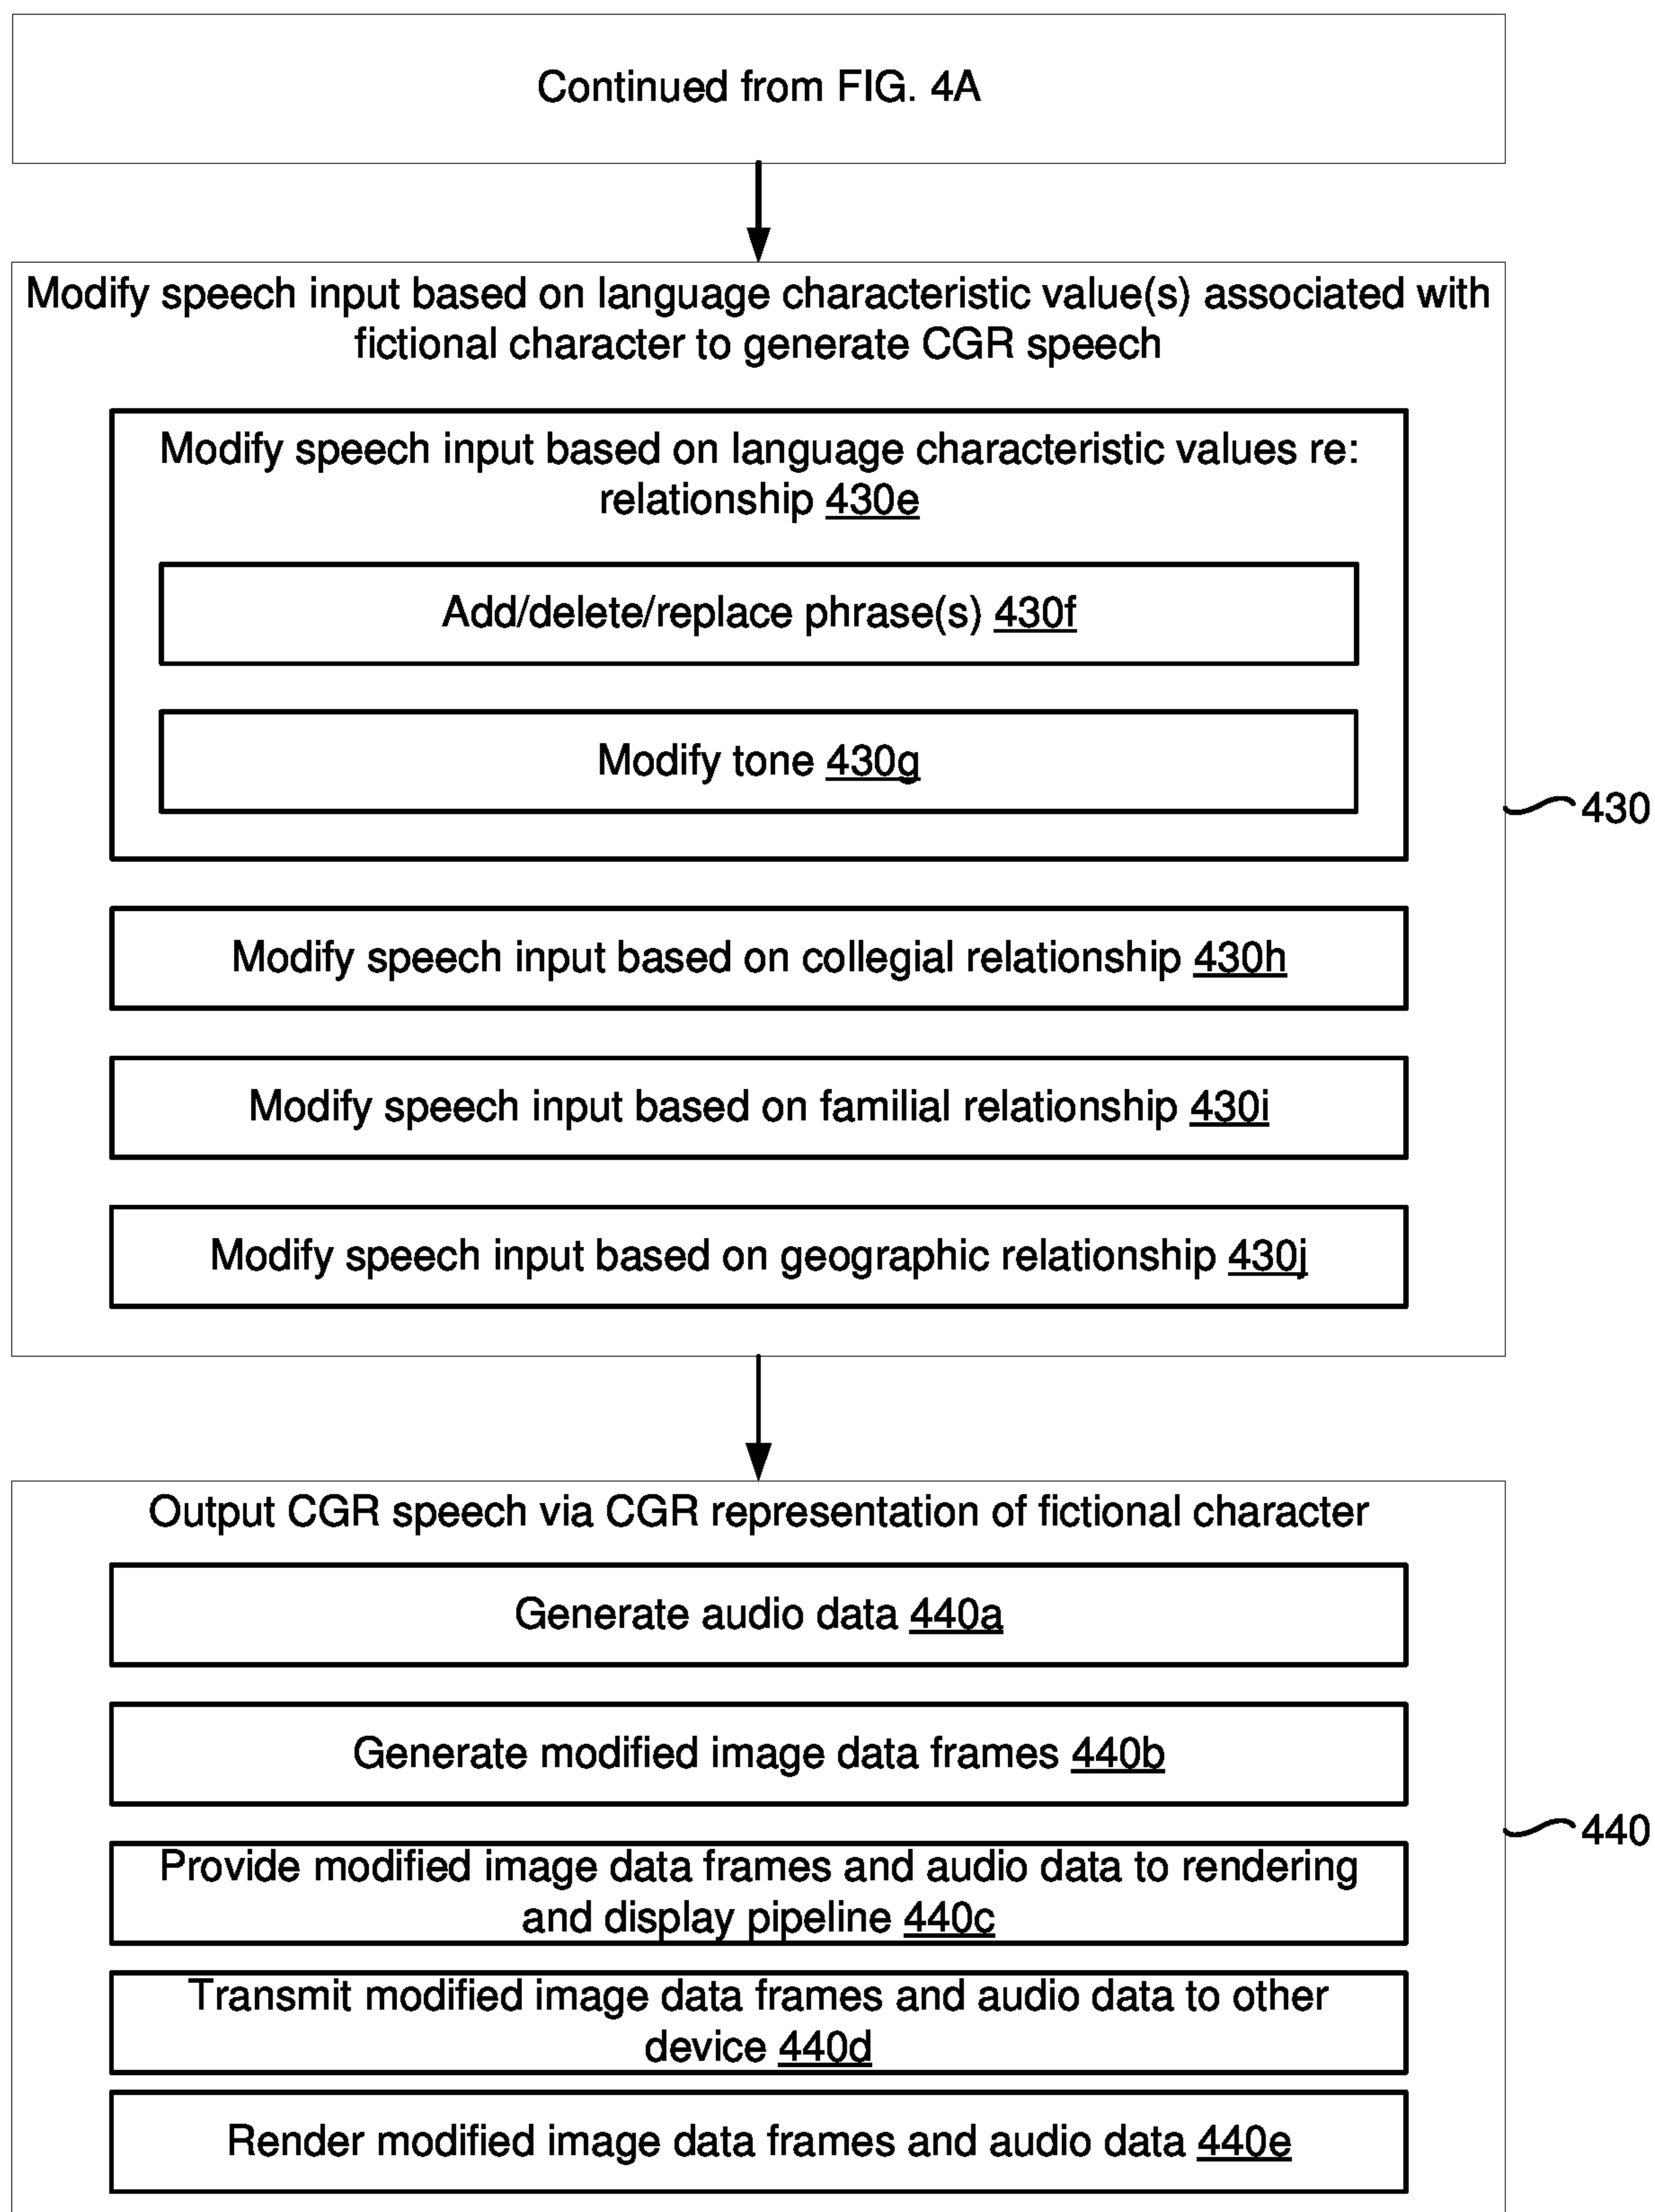 Continued from FIG. 4A
Modify speech input based on language characteristic value(s) associated with
fictional character to generate CGR speech
Modify speech input based on language characteristic values re:
relationship 430e
Add/delete/replace phrase(s) 430f
Modify tone 430g
430
Modify speech input based on collegial relationship 430h
Modify speech input based on familial relationship 430i
Modify speech input based on geographic relationship 430j
Output CGR speech via CGR representation of fictional character
Generate audio data 440a
Generate modified image data frames 440b
440
Provide modified image data frames and audio data to rendering
and display pipeline 440c
Transmit modified image data frames and audio data to other
device 440d
Render modified image data frames and audio data 440e